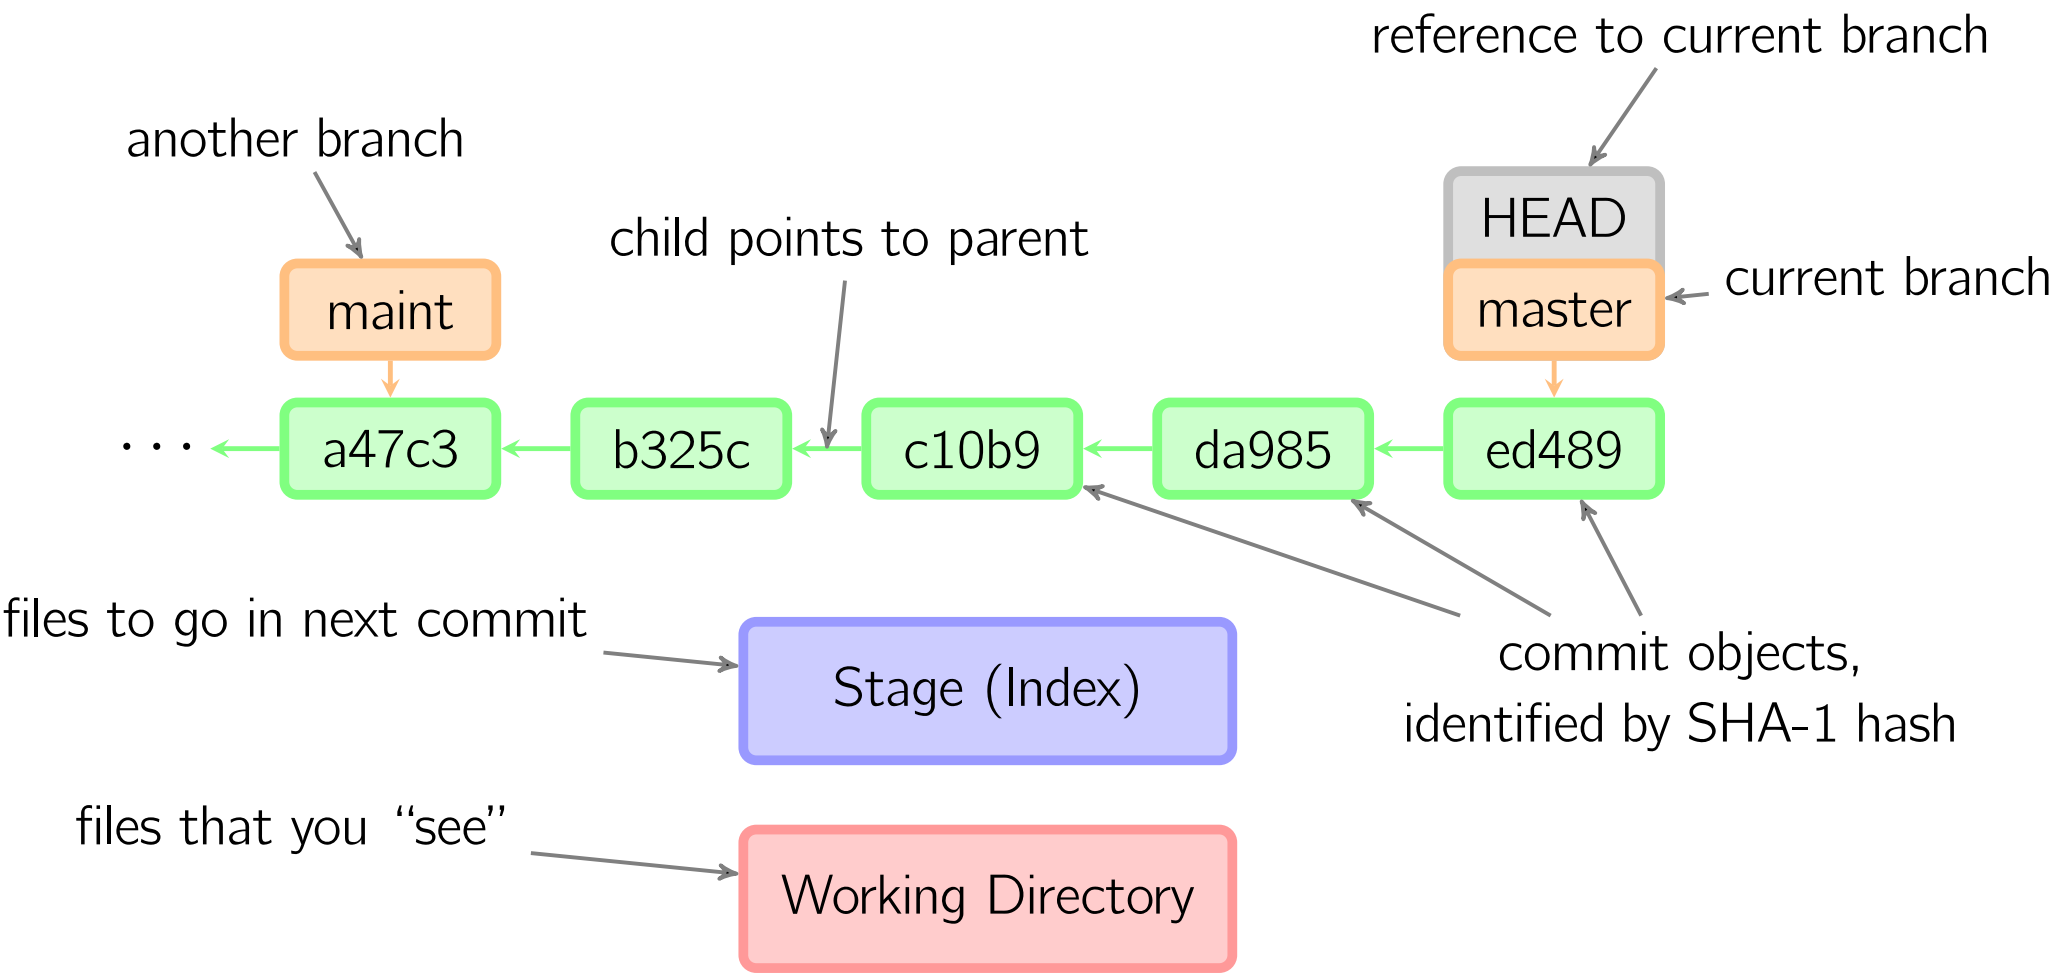 reference to current branch
another branch
HEAD
child points to parent
current branch
maint
master
... a47c3 b325c c10b9 da985 ed489
files to go in next commit
Stage (Index)
commit objects,
identified by SHA-1 hash
files that you “see”
Working Directory